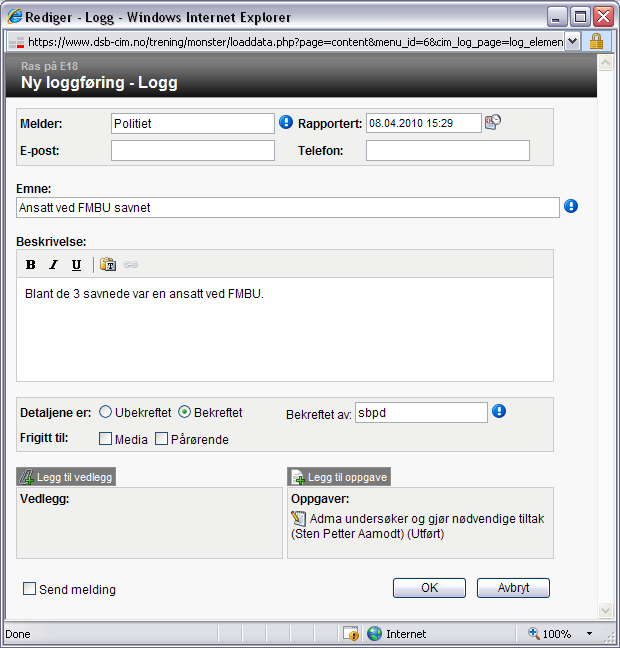 Rediger - Logg - Windows Internet Explorer
https://www.dsb-cim.no/trening/monster/loaddata.php?page=content&menu_id=6&cim_log_page=log_elemen
Ras på E18
Ny loggføring - Logg
Melder: Politiet Rapportert: 08.04.2010 15:29
E-post: Telefon:
Emne:
Ansatt ved FMBU savnet
Beskrivelse:
B I U
Blant de 3 savnede var en ansatt ved FMBU.
Detaljene er: Ubekreftet Bekreftet Bekreftet av: sbpd
Frigitt til: Media Pårørende
Legg til vedlegg Legg til oppgave
Vedlegg: Oppgaver:
Adma undersøker og gjør nødvendige tiltak
(Sten Petter Aamodt) (Utført)
Send melding OK Avbryt
Done Internet 100%